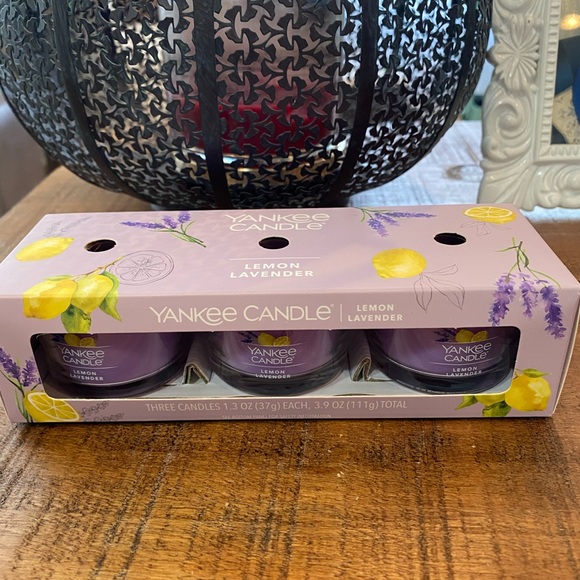 YANKEE
CANDLE®
LEMON
LAVENDER
YANKEE CANDLE® | LEMON
LAVENDER
YANKEE
CANDLE
LEMON
LAVENDER
YANKEE
CANDLE
LEMON
LAVENDER
YANKEE
CANDLE
LEMON
LAVENDER
THREE CANDLES 1.3 OZ (37g) EACH, 3.9 OZ (111g) TOTAL